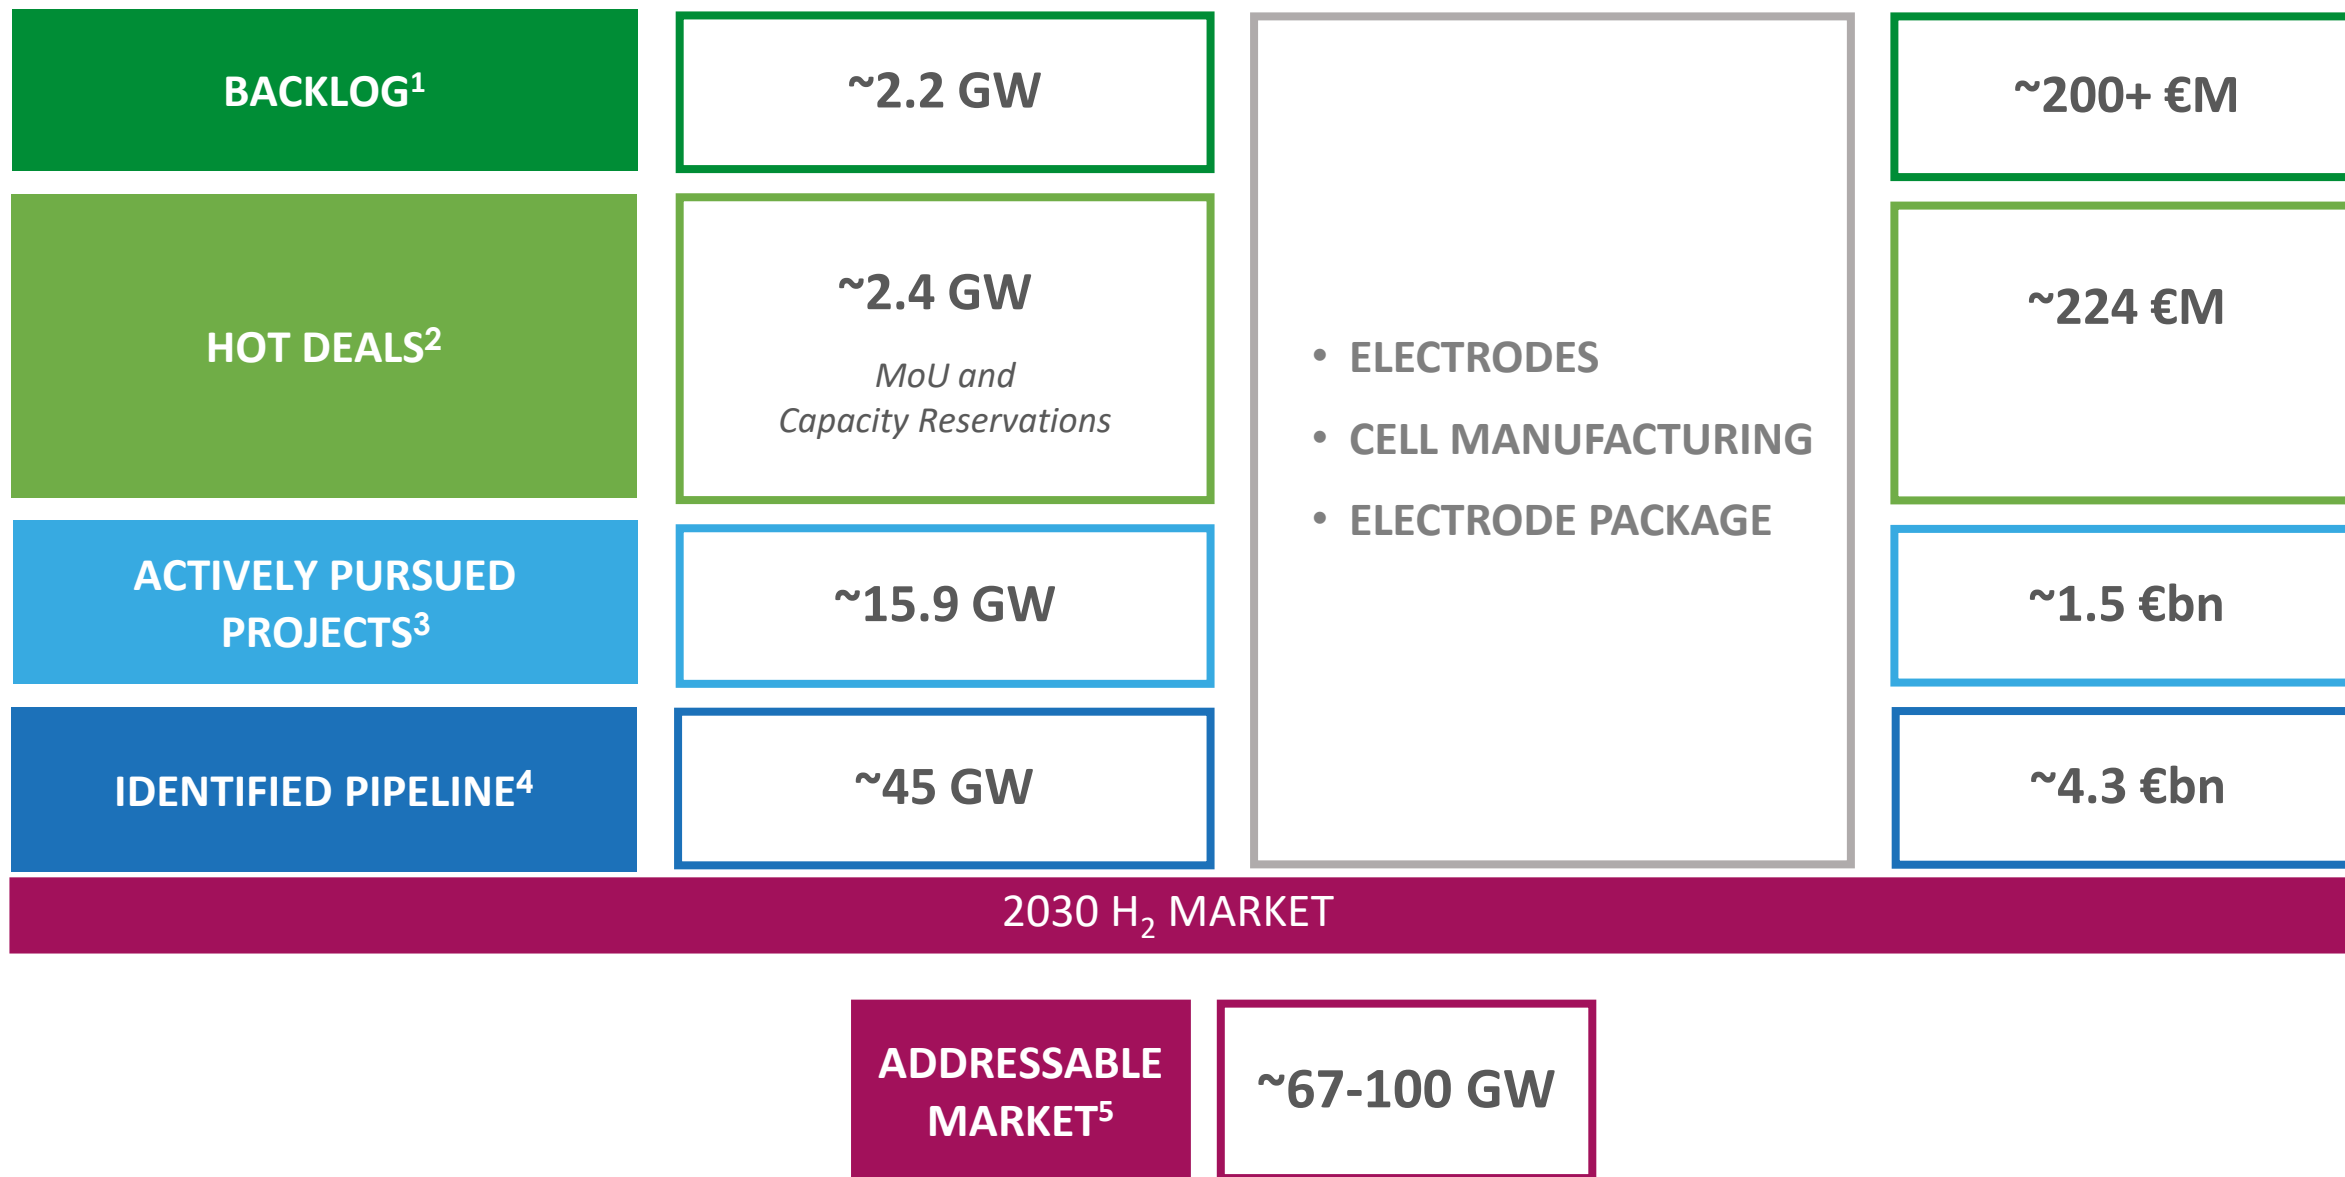 BACKLOG¹
~2.2 GW
~200+ €M
HOT DEALS²
~2.4 GW
MoU and
Capacity Reservations
~224 €M
• ELECTRODES
• CELL MANUFACTURING
• ELECTRODE PACKAGE
ACTIVELY PURSUED
PROJECTS³
~15.9 GW
~1.5 €bn
IDENTIFIED PIPELINE⁴
~45 GW
~4.3 €bn
2030 H₂ MARKET
ADDRESSABLE
MARKET⁵
~67-100 GW